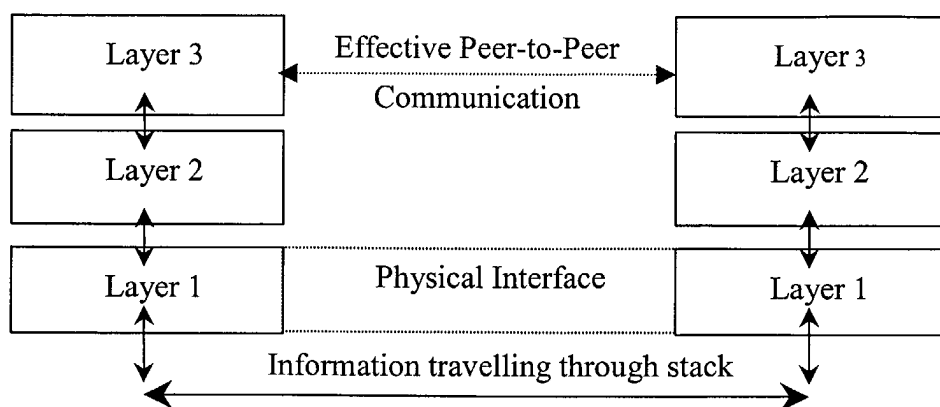 Layer 3
Effective Peer-to-Peer
Communication
Layer 3
Layer 2
Layer 2
Layer 1
Physical Interface
Layer 1
Information travelling through stack